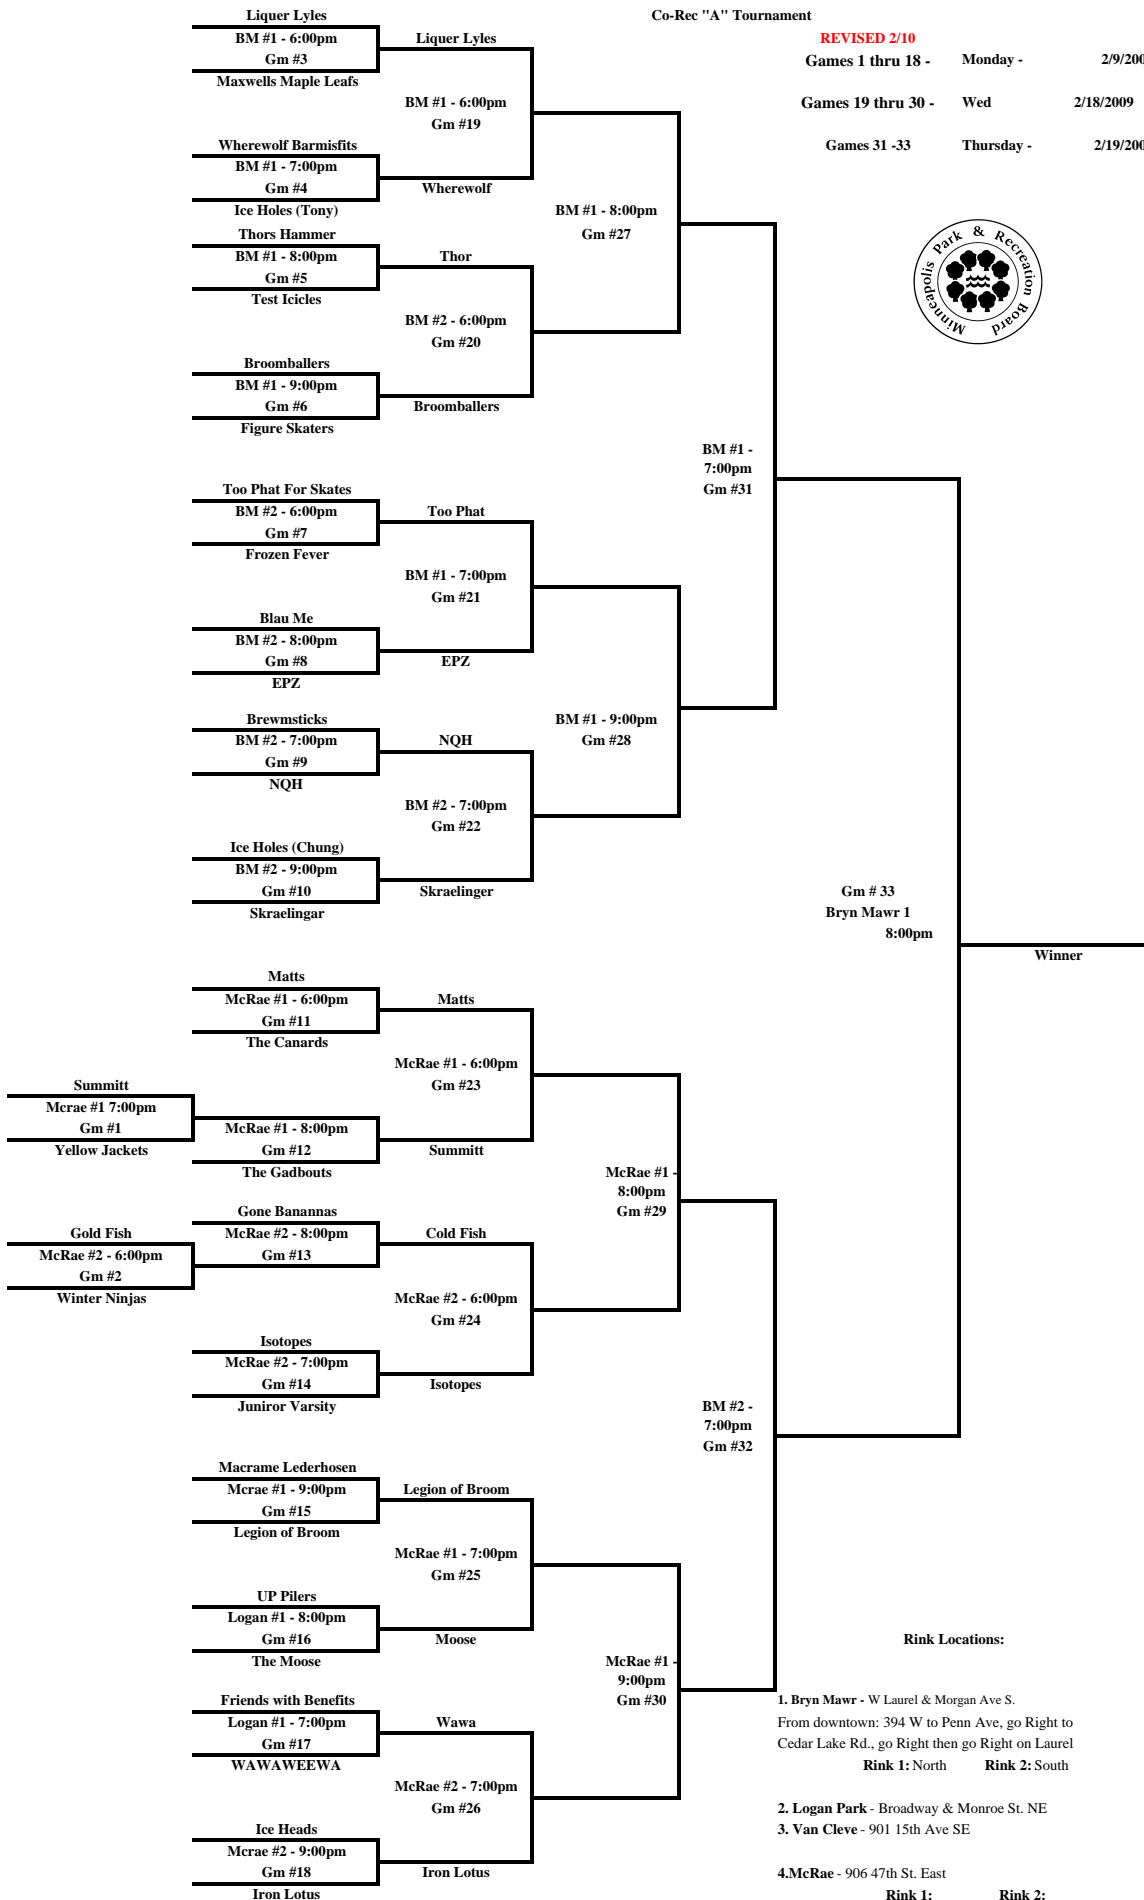 Co-Rec "A" Tournament
REVISED 2/10
Games 1 thru 18 - Monday - 2/9/200
Games 19 thru 30 - Wed 2/18/2009
Games 31 -33 Thursday - 2/19/200
Minneapolis Park & Recreation Board
Liquer Lyles
BM #1 - 6:00pm
Gm #3
Maxwells Maple Leafs
Wherewolf Barmisfits
BM #1 - 7:00pm
Gm #4
Ice Holes (Tony)
Thors Hammer
BM #1 - 8:00pm
Gm #5
Test Icicles
Broomballers
BM #1 - 9:00pm
Gm #6
Figure Skaters
Too Phat For Skates
BM #2 - 6:00pm
Gm #7
Frozen Fever
Blau Me
BM #2 - 8:00pm
Gm #8
EPZ
Brewmsticks
BM #2 - 7:00pm
Gm #9
NQH
Ice Holes (Chung)
BM #2 - 9:00pm
Gm #10
Skraelingar
Matts
McRae #1 - 6:00pm
Gm #11
The Canards
Summitt
Mcrae #1 7:00pm
Gm #1
Yellow Jackets
McRae #1 - 8:00pm
Gm #12
The Gadbouts
Gold Fish
McRae #2 - 6:00pm
Gm #2
Winter Ninjas
Gone Banannas
McRae #2 - 8:00pm
Gm #13
Isotopes
McRae #2 - 7:00pm
Gm #14
Juniror Varsity
Macrame Lederhosen
Mcrae #1 - 9:00pm
Gm #15
Legion of Broom
UP Pilers
Logan #1 - 8:00pm
Gm #16
The Moose
Friends with Benefits
Logan #1 - 7:00pm
Gm #17
WAWAWEEWA
Ice Heads
Mcrae #2 - 9:00pm
Gm #18
Iron Lotus
Liquer Lyles
BM #1 - 6:00pm
Gm #19
Wherewolf
Thor
BM #2 - 6:00pm
Gm #20
Broomballers
Too Phat
BM #1 - 7:00pm
Gm #21
EPZ
NQH
BM #2 - 7:00pm
Gm #22
Skraelinger
Matts
McRae #1 - 6:00pm
Gm #23
Summitt
Cold Fish
McRae #2 - 6:00pm
Gm #24
Isotopes
Legion of Broom
McRae #1 - 7:00pm
Gm #25
Moose
Wawa
McRae #2 - 7:00pm
Gm #26
Iron Lotus
BM #1 - 8:00pm
Gm #27
BM #1 - 9:00pm
Gm #28
McRae #1 -
8:00pm
Gm #29
McRae #1 -
9:00pm
Gm #30
BM #1 -
7:00pm
Gm #31
BM #2 -
7:00pm
Gm #32
Gm # 33
Bryn Mawr 1
8:00pm
Winner
Rink Locations:
1. Bryn Mawr - W Laurel & Morgan Ave S.
From downtown: 394 W to Penn Ave, go Right to
Cedar Lake Rd., go Right then go Right on Laurel
Rink 1: North Rink 2: South
2. Logan Park - Broadway & Monroe St. NE
3. Van Cleve - 901 15th Ave SE
4.McRae - 906 47th St. East
Rink 1: Rink 2: